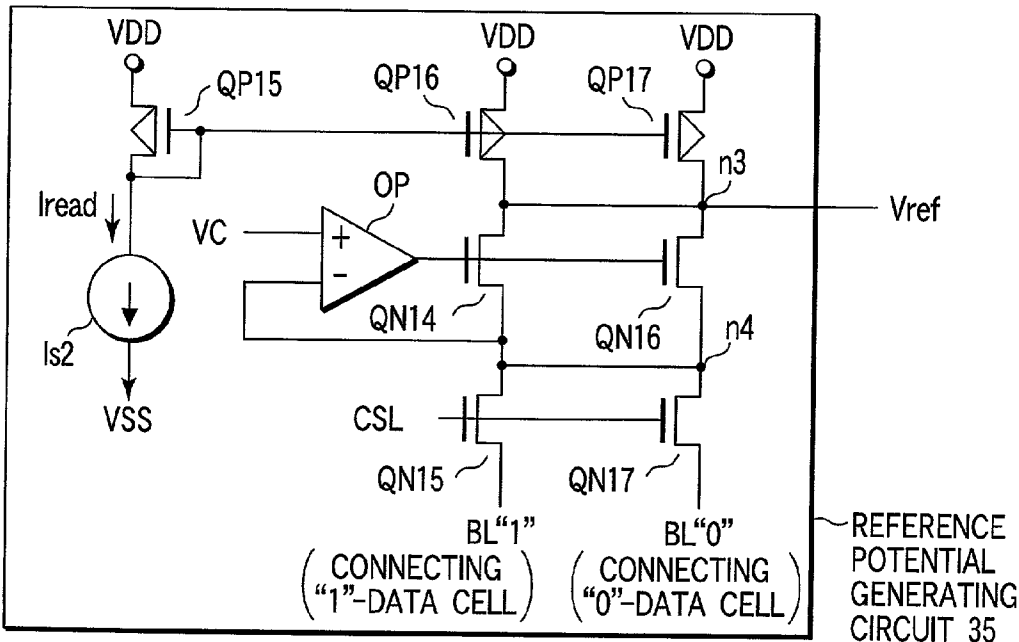 VDD
VDD
VDD
QP15
QP16
QP17
n3
Iread
OP
Vref
VC
+
-
QN14
QN16
n4
Is2
VSS
CSL
QN15
QN17
BL“1”
(CONNECTING
“1”-DATA CELL)
BL“0”
(CONNECTING
“0”-DATA CELL)
REFERENCE
POTENTIAL
GENERATING
CIRCUIT 35